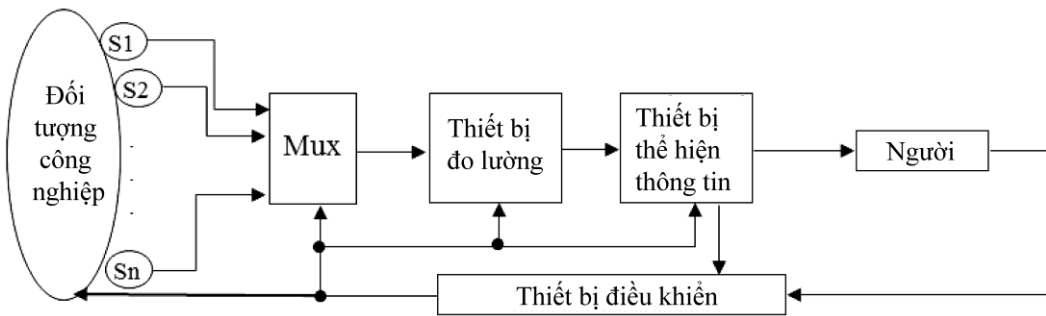 S1
S2
Sn
Đối
tượng
công
nghiệp
Mux
Thiết bị
đo lường
Thiết bị
thể hiện
thông tin
Người
Thiết bị điều khiển